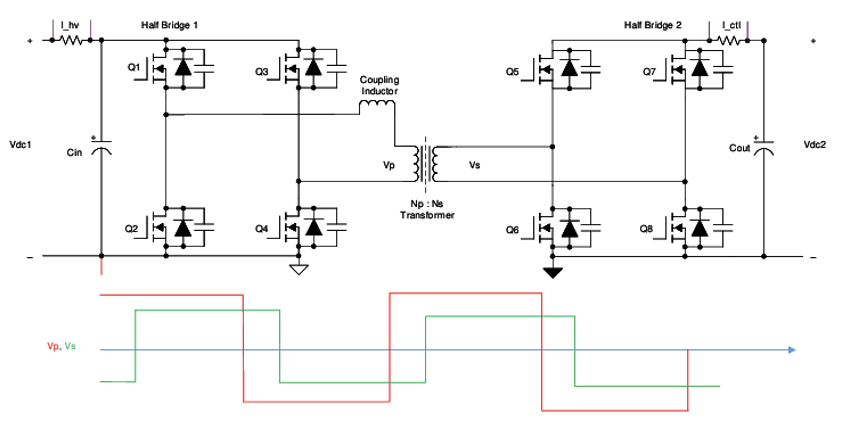 I_hv
Half Bridge 1
Half Bridge 2
I_ctl
+
+
Q1
Q3
Q5
Q7
Coupling
Inductor
+
+
Vdc1
Cin
Vp
Vs
Cout
Vdc2
Np : Ns
Transformer
Q2
Q4
Q6
Q8
–
–
Vp, Vs